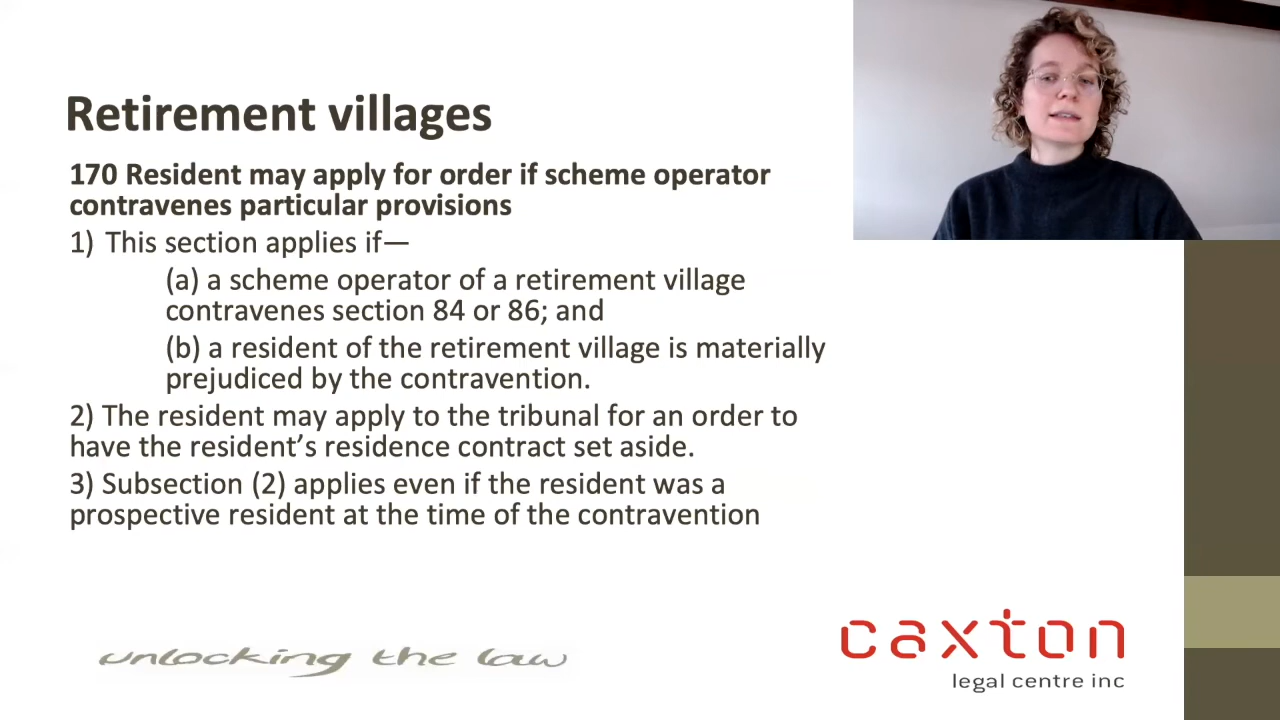 Retirement villages
170 Resident may apply for order if scheme operator
contravenes particular provisions
1) This section applies if—
(a) a scheme operator of a retirement village
contravenes section 84 or 86; and
(b) a resident of the retirement village is materially
prejudiced by the contravention.
2) The resident may apply to the tribunal for an order to
have the resident’s residence contract set aside.
3) Subsection (2) applies even if the resident was a
prospective resident at the time of the contravention
unlocking the law
caxton
legal centre inc